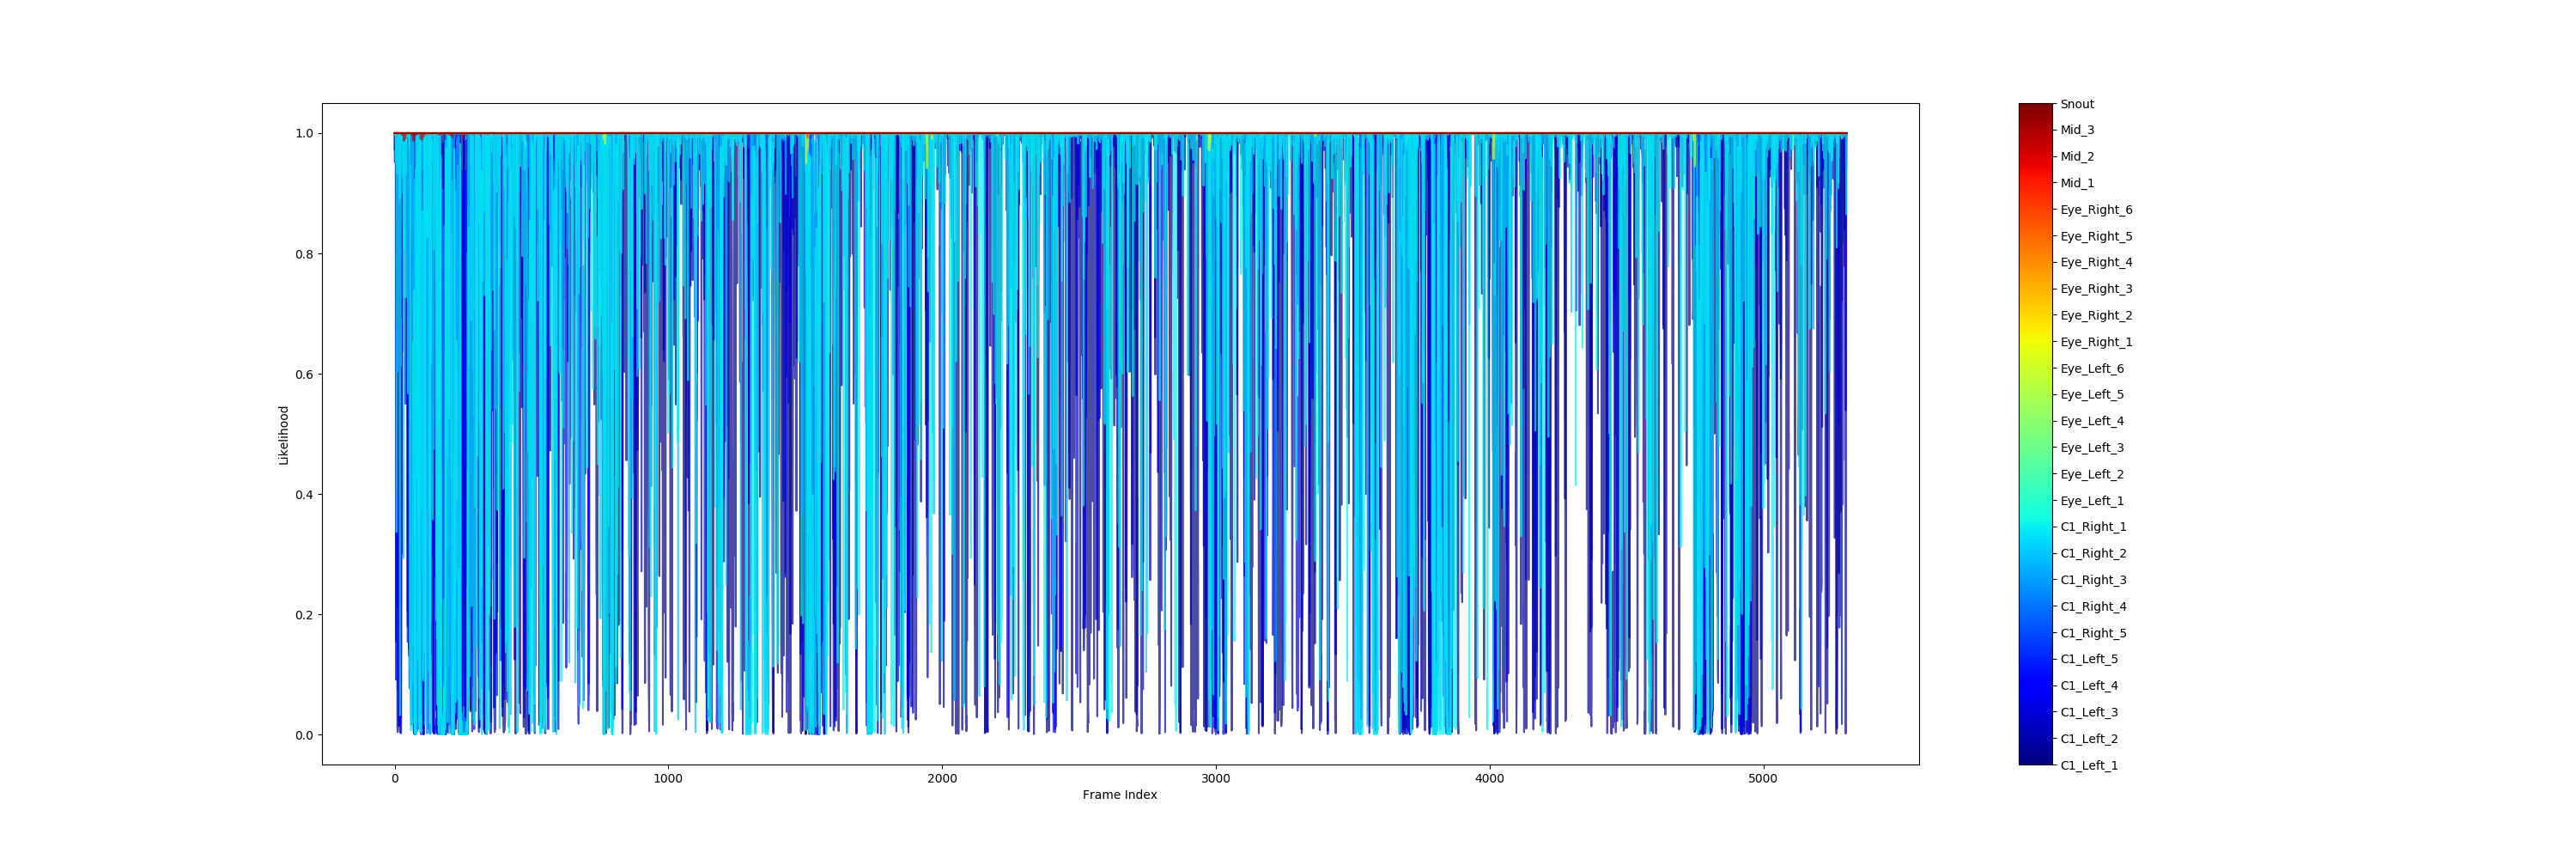 1.0
0.8
0.6
0.4
0.2
0.0
Likelihood
0
1000
2000
3000
4000
5000
Frame Index
Snout
Mid_3
Mid_2
Mid_1
Eye_Right_6
Eye_Right_5
Eye_Right_4
Eye_Right_3
Eye_Right_2
Eye_Right_1
Eye_Left_6
Eye_Left_5
Eye_Left_4
Eye_Left_3
Eye_Left_2
Eye_Left_1
C1_Right_1
C1_Right_2
C1_Right_3
C1_Right_4
C1_Right_5
C1_Left_5
C1_Left_4
C1_Left_3
C1_Left_2
C1_Left_1